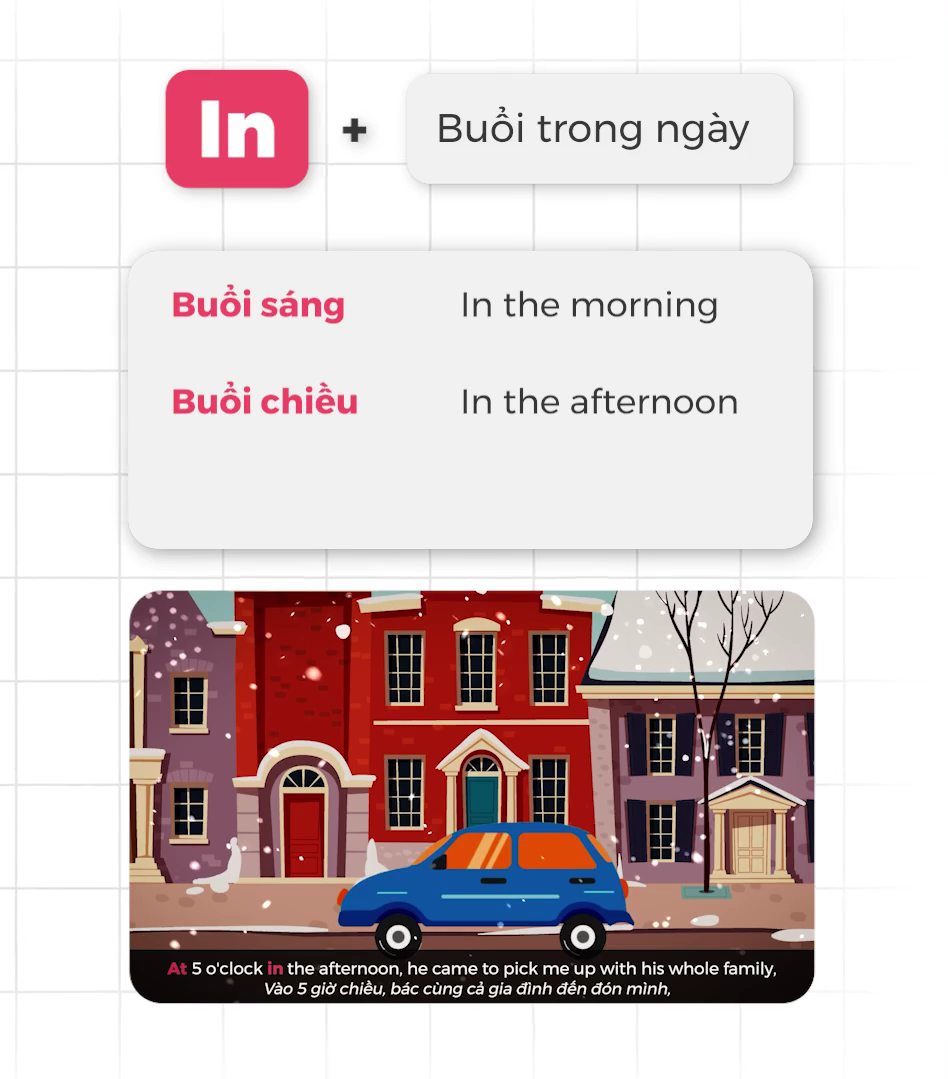 In + Buổi trong ngày
Buổi sáng In the morning
Buổi chiều In the afternoon
At 5 o'clock in the afternoon, he came to pick me up with his whole family,
Vào 5 giờ chiều, bác cùng cả gia đình đến đón mình,